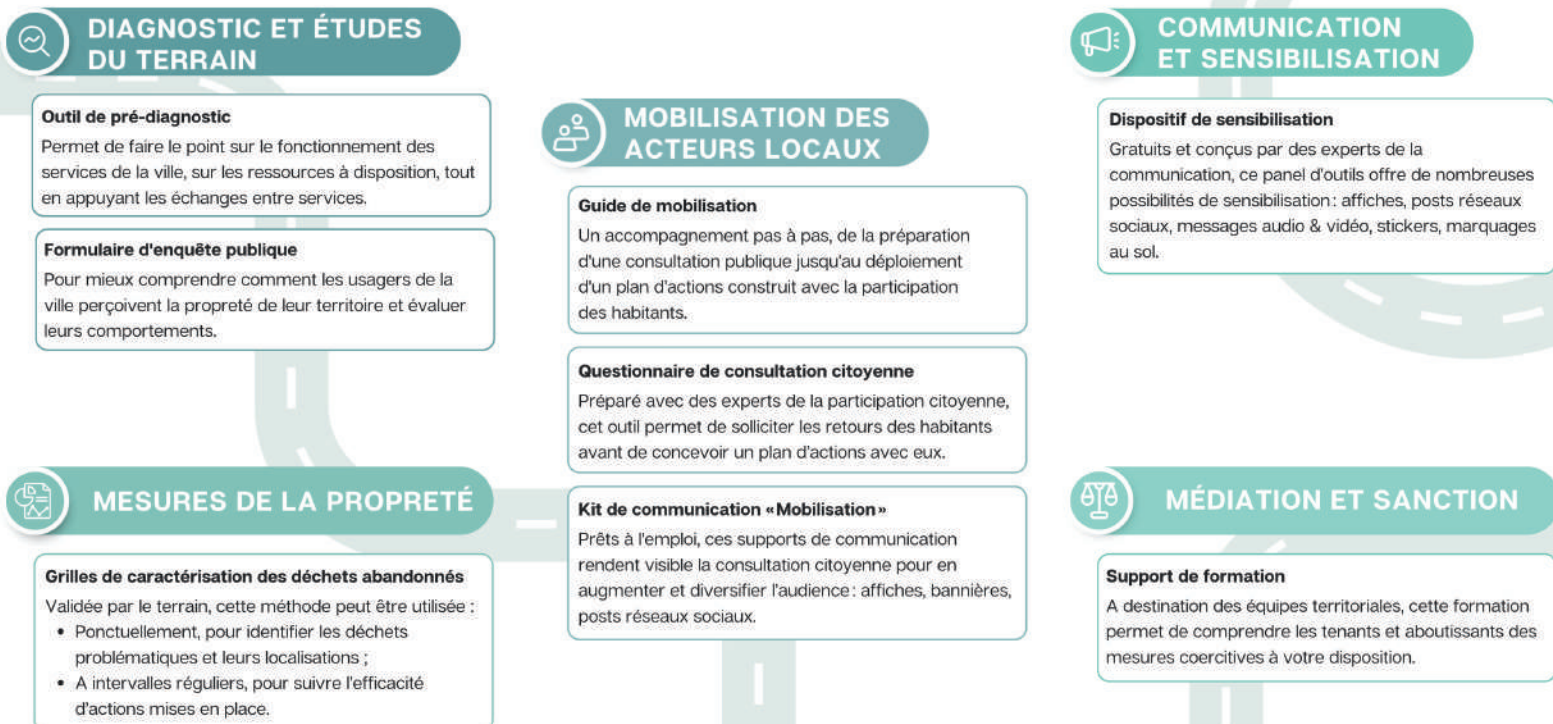 DIAGNOSTIC ET ÉTUDES
DU TERRAIN
Outil de pré-diagnostic
Permet de faire le point sur le fonctionnement des
services de la ville, sur les ressources à disposition, tout
en appuyant les échanges entre services.
Formulaire d'enquête publique
Pour mieux comprendre comment les usagers de la
ville perçoivent la propreté de leur territoire et évaluer
leurs comportements.
MESURES DE LA PROPRETÉ
Grilles de caractérisation des déchets abandonnés
Validée par le terrain, cette méthode peut être utilisée :
• Ponctuellement, pour identifier les déchets
problématiques et leurs localisations ;
• A intervalles réguliers, pour suivre l'efficacité
d'actions mises en place.
MOBILISATION DES
ACTEURS LOCAUX
Guide de mobilisation
Un accompagnement pas à pas, de la préparation
d'une consultation publique jusqu'au déploiement
d'un plan d'actions construit avec la participation
des habitants.
Questionnaire de consultation citoyenne
Préparé avec des experts de la participation citoyenne,
cet outil permet de solliciter les retours des habitants
avant de concevoir un plan d'actions avec eux.
Kit de communication «Mobilisation»
Prêts à l'emploi, ces supports de communication
rendent visible la consultation citoyenne pour en
augmenter et diversifier l'audience : affiches, bannières,
posts réseaux sociaux.
COMMUNICATION
ET SENSIBILISATION
Dispositif de sensibilisation
Gratuits et conçus par des experts de la
communication, ce panel d'outils offre de nombreuses
possibilités de sensibilisation : affiches, posts réseaux
sociaux, messages audio & vidéo, stickers, marquages
au sol.
MÉDIATION ET SANCTION
Support de formation
A destination des équipes territoriales, cette formation
permet de comprendre les tenants et aboutissants des
mesures coercitives à votre disposition.